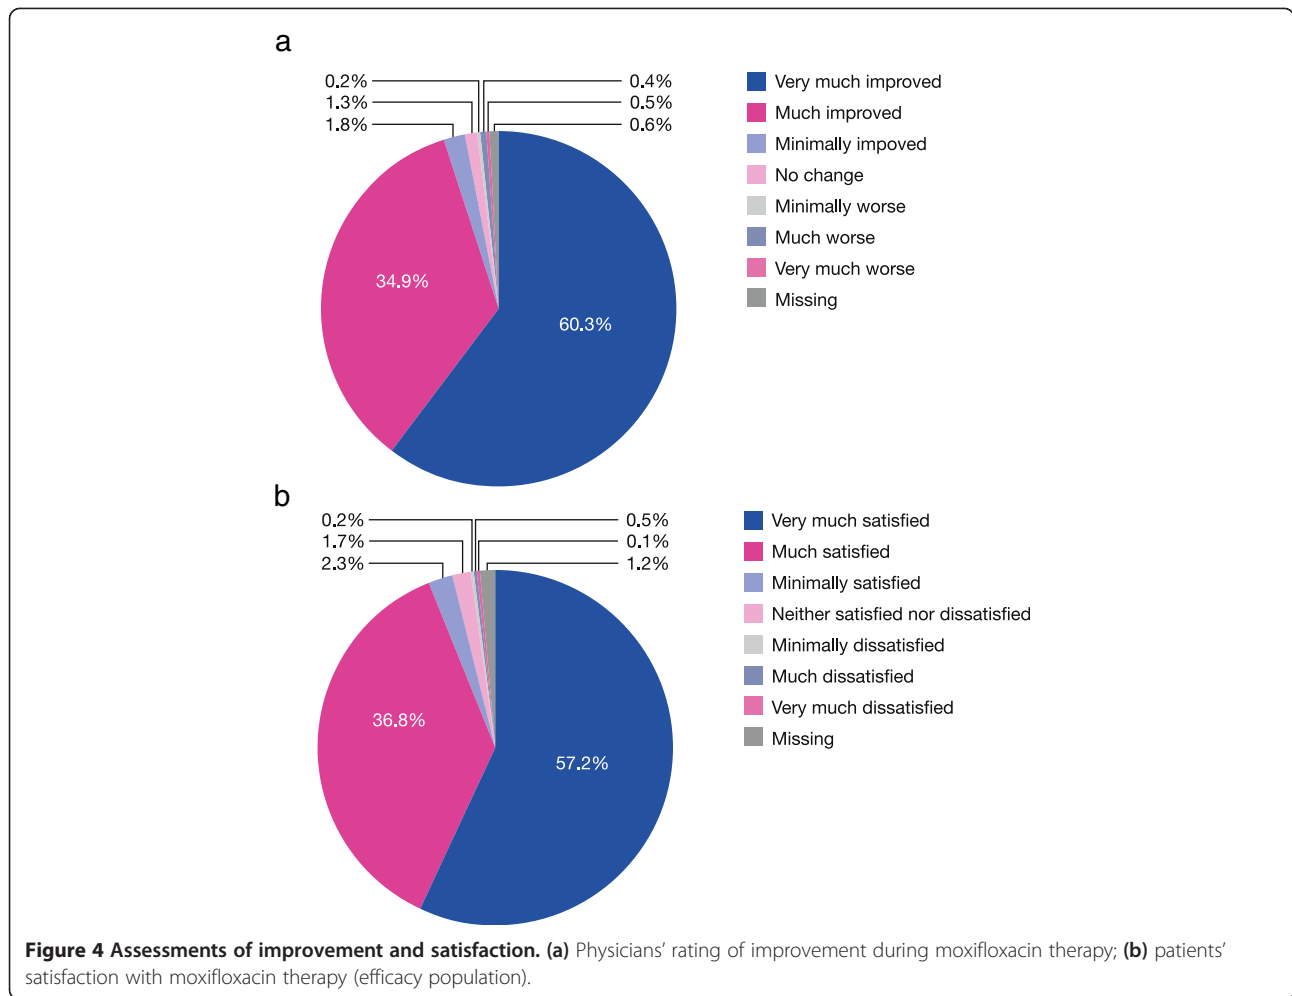 a
0.2%
0.4%
1.3%
0.5%
1.8%
0.6%
34.9%
60.3%
Very much improved
Much improved
Minimally impoved
No change
Minimally worse
Much worse
Very much worse
Missing
b
0.2%
0.5%
1.7%
0.1%
2.3%
1.2%
36.8%
57.2%
Very much satisfied
Much satisfied
Minimally satisfied
Neither satisfied nor dissatisfied
Minimally dissatisfied
Much dissatisfied
Very much dissatisfied
Missing
Figure 4 Assessments of improvement and satisfaction. (a) Physicians’ rating of improvement during moxifloxacin therapy; (b) patients’
satisfaction with moxifloxacin therapy (efficacy population).